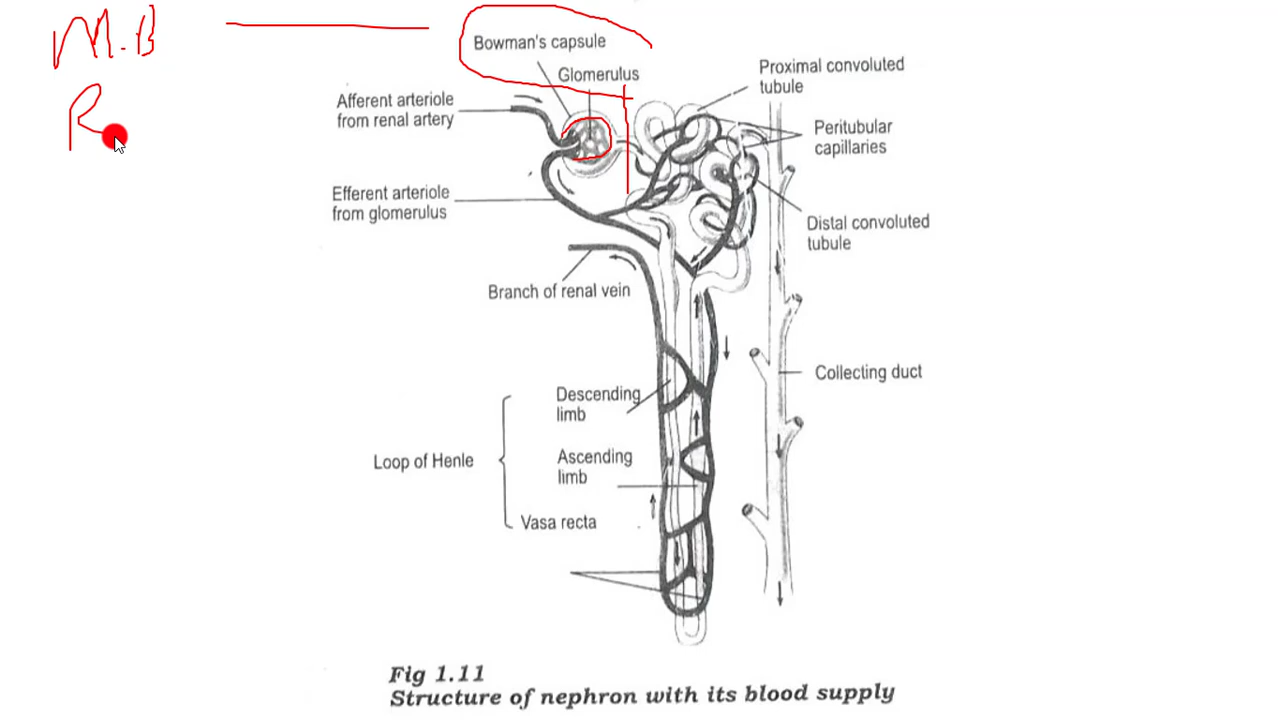 M.B
R
Bowman's capsule
Glomerulus
Afferent arteriole
from renal artery
Proximal convoluted
tubule
Peritubular
capillaries
Efferent arteriole
from glomerulus
Distal convoluted
tubule
Branch of renal vein
Collecting duct
Descending
limb
Loop of Henle
Ascending
limb
Vasa recta
Fig 1.11
Structure of nephron with its blood supply